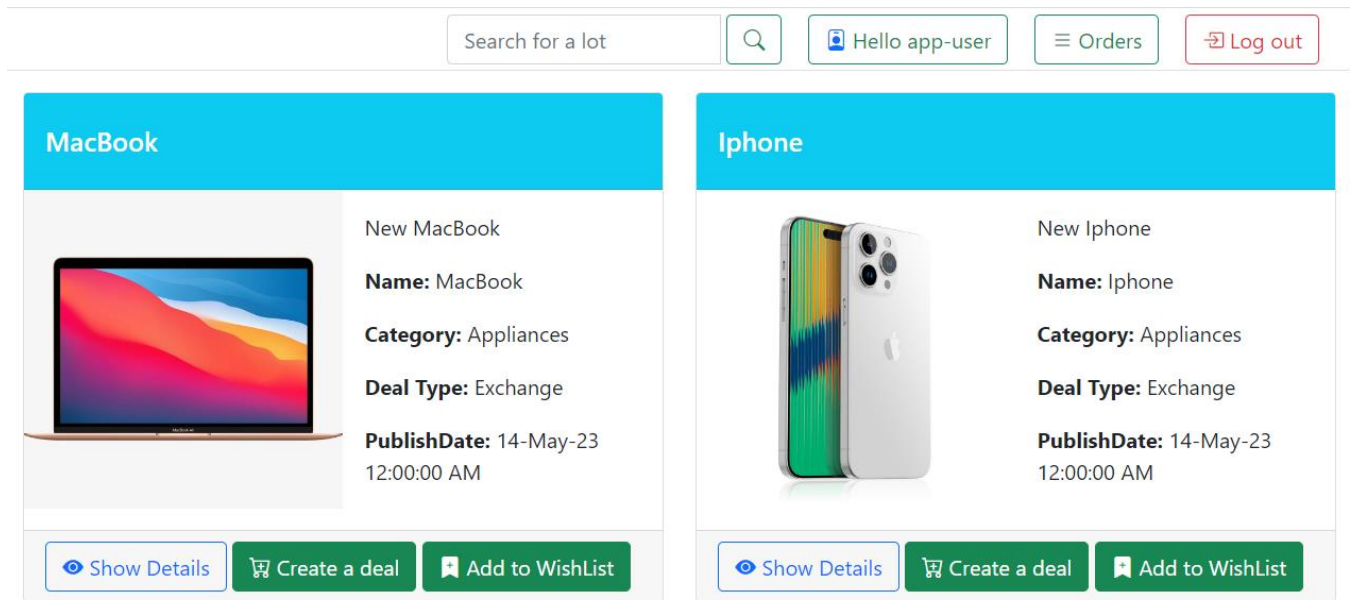 Search for a lot
Hello app-user
Orders
Log out
MacBook
New MacBook
Name: MacBook
Category: Appliances
Deal Type: Exchange
PublishDate: 14-May-23
12:00:00 AM
Show Details
Create a deal
Add to WishList
Iphone
New Iphone
Name: Iphone
Category: Appliances
Deal Type: Exchange
PublishDate: 14-May-23
12:00:00 AM
Show Details
Create a deal
Add to WishList